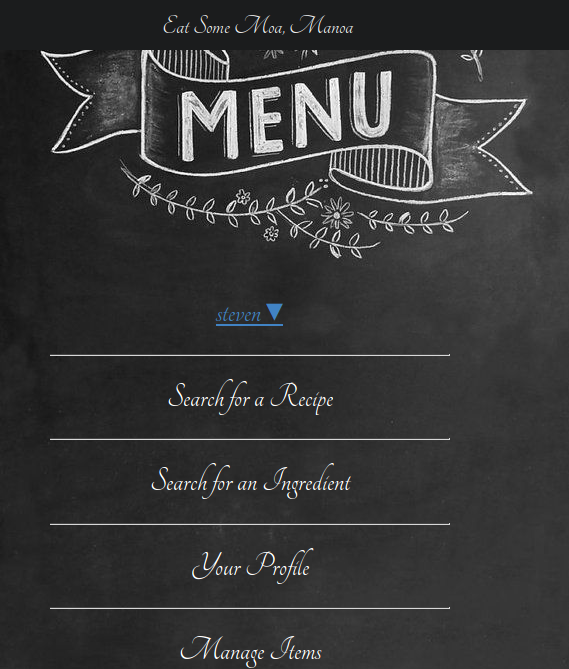 Eat Some Moa, Manoa
MENU
steven ▼
Search for a Recipe
Search for an Ingredient
Your Profile
Manage Items